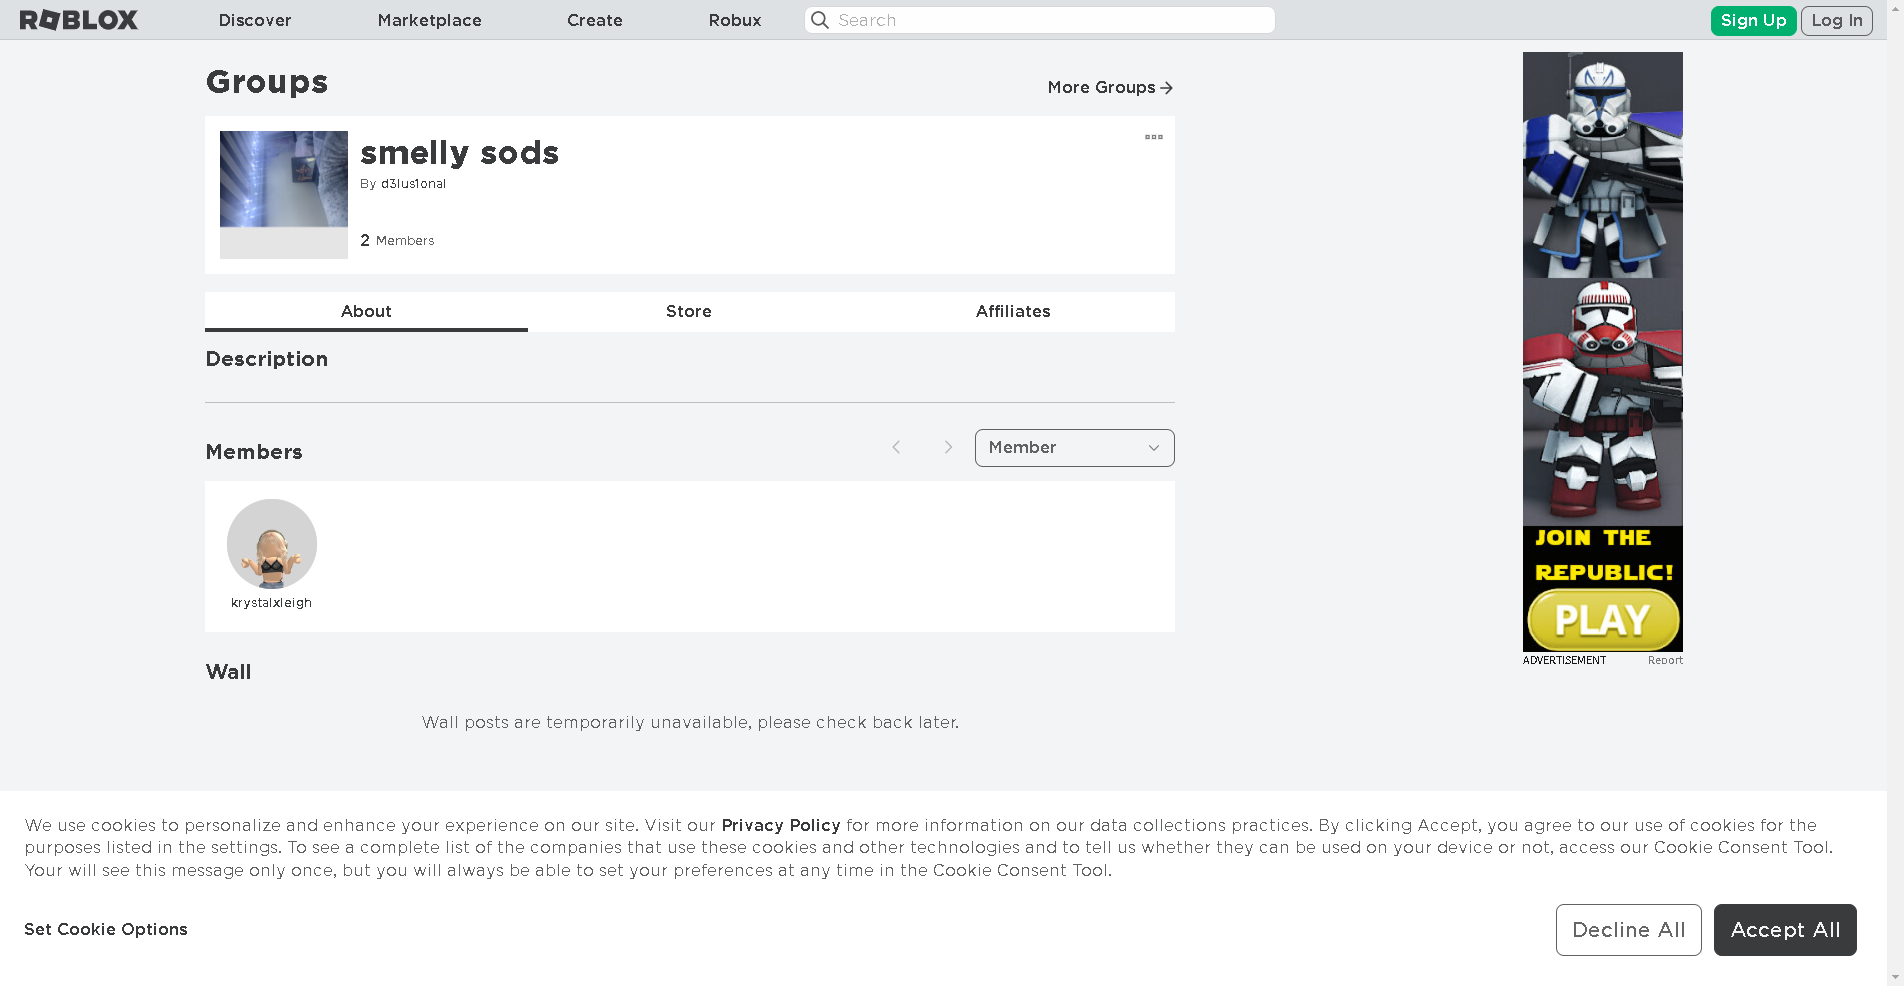 ROBLOX Discover Marketplace Create Robux Search Sign Up Log In
Groups
More Groups
smelly sods
By d3lus1onal
2 Members
About Store Affiliates
Description
Members
Member
krystalxleigh
Wall
Wall posts are temporarily unavailable, please check back later.
JOIN THE
REPUBLIC!
PLAY
ADVERTISEMENT Report
We use cookies to personalize and enhance your experience on our site. Visit our Privacy Policy for more information on our data collections practices. By clicking Accept, you agree to our use of cookies for the
purposes listed in the settings. To see a complete list of the companies that use these cookies and other technologies and to tell us whether they can be used on your device or not, access our Cookie Consent Tool.
Your will see this message only once, but you will always be able to set your preferences at any time in the Cookie Consent Tool.
Set Cookie Options
Decline All
Accept All